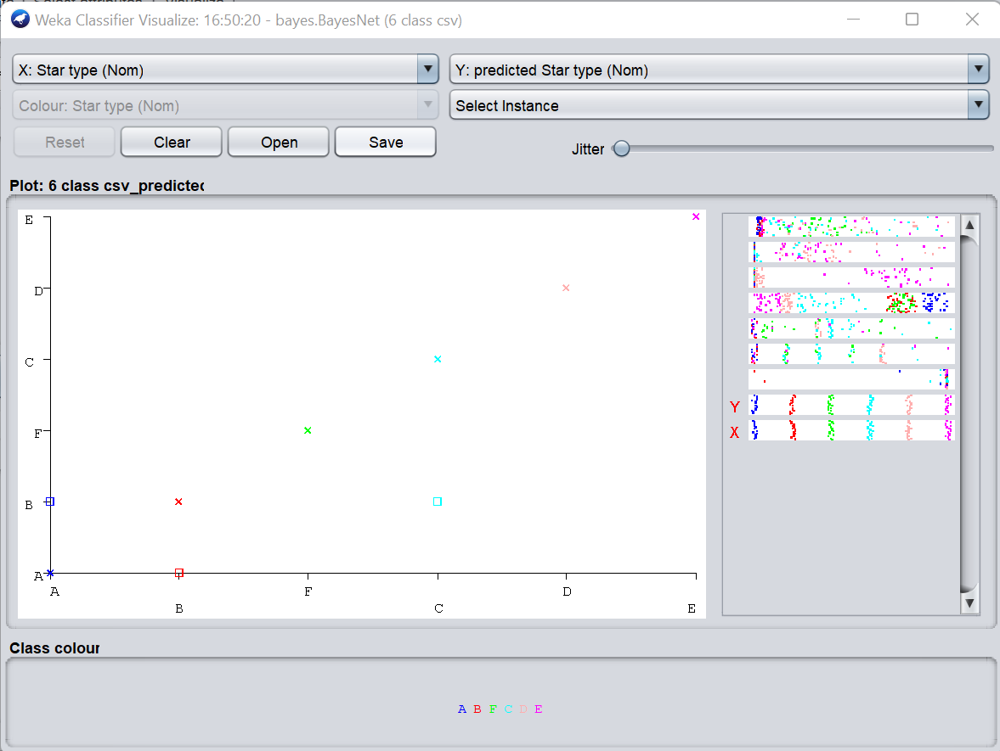 Weka Classifier Visualize: 16:50:20 - bayes.BayesNet (6 class csv)
X: Star type (Nom) Y: predicted Star type (Nom)
Colour: Star type (Nom) Select Instance
Reset Clear Open Save Jitter
Plot: 6 class csv_predicted
E
D
C
F
B
A
A F D
B C E
Y
X
Class colour
A B F C D E